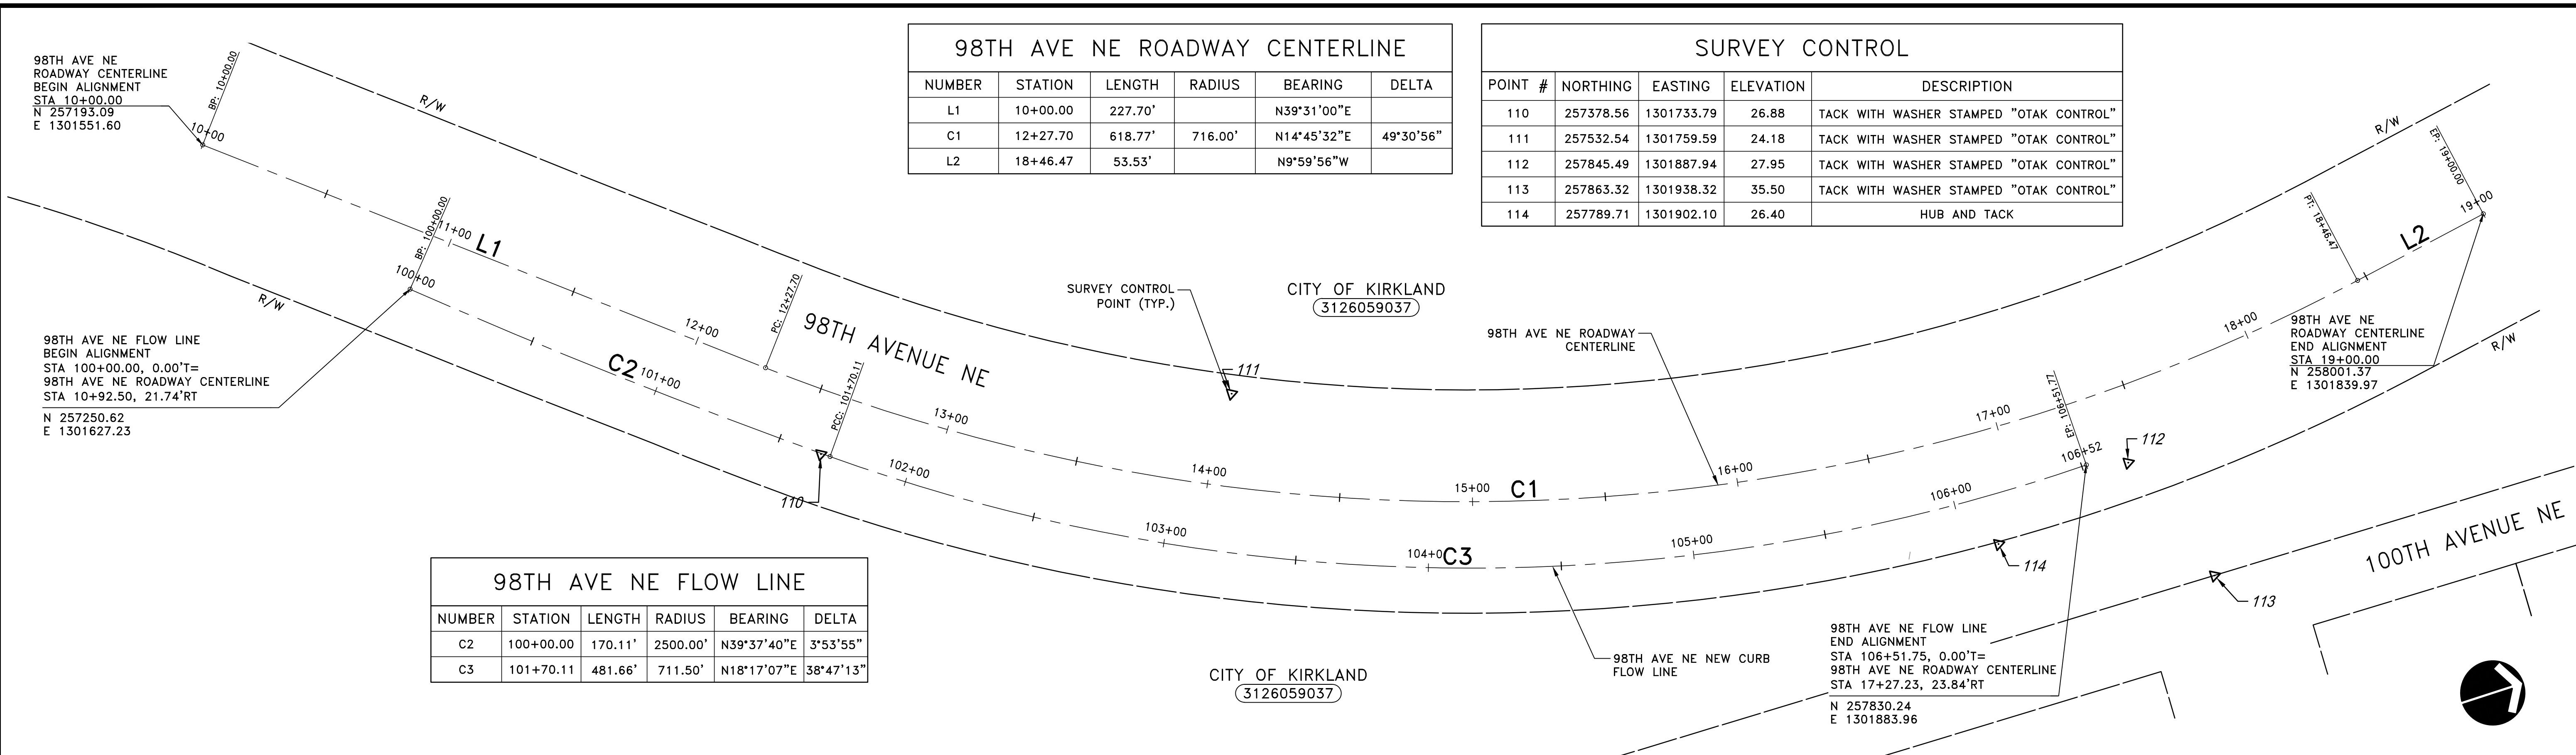 98TH AVE NE
ROADWAY CENTERLINE
BEGIN ALIGNMENT
STA 10+00.00
N 257193.09
E 1301551.60
BP: 10+00.00
10+00
R/W
98TH AVE NE ROADWAY CENTERLINE
NUMBER STATION LENGTH RADIUS BEARING DELTA
L1 10+00.00 227.70' N39°31'00"E
C1 12+27.70 618.77' 716.00' N14°45'32"E 49°30'56"
L2 18+46.47 53.53' N9°59'56"W
SURVEY CONTROL
POINT # NORTHING EASTING ELEVATION DESCRIPTION
110 257378.56 1301733.79 26.88 TACK WITH WASHER STAMPED "OTAK CONTROL"
111 257532.54 1301759.59 24.18 TACK WITH WASHER STAMPED "OTAK CONTROL"
112 257845.49 1301887.94 27.95 TACK WITH WASHER STAMPED "OTAK CONTROL"
113 257863.32 1301938.32 35.50 TACK WITH WASHER STAMPED "OTAK CONTROL"
114 257789.71 1301902.10 26.40 HUB AND TACK
R/W
EP: 19+00.00
19+00
PT: 18+46.47
L2
BP: 100+00.00
11+00
L1
100+00
R/W
12+00
PC: 12+27.70
98TH AVENUE NE
C2
101+00
PCC: 101+70.11
98TH AVE NE FLOW LINE
BEGIN ALIGNMENT
STA 100+00.00, 0.00'T=
98TH AVE NE ROADWAY CENTERLINE
STA 10+92.50, 21.74'RT
N 257250.62
E 1301627.23
SURVEY CONTROL
POINT (TYP.)
CITY OF KIRKLAND
3126059037
111
98TH AVE NE ROADWAY
CENTERLINE
18+00
98TH AVE NE
ROADWAY CENTERLINE
END ALIGNMENT
STA 19+00.00
N 258001.37
E 1301839.97
R/W
13+00
17+00
EP: 106+51.77
112
106+52
102+00
14+00
15+00
C1
16+00
106+00
110
103+00
104+0
C3
105+00
114
113
100TH AVENUE NE
98TH AVE NE FLOW LINE
NUMBER STATION LENGTH RADIUS BEARING DELTA
C2 100+00.00 170.11' 2500.00' N39°37'40"E 3°53'55"
C3 101+70.11 481.66' 711.50' N18°17'07"E 38°47'13"
CITY OF KIRKLAND
3126059037
98TH AVE NE NEW CURB
FLOW LINE
98TH AVE NE FLOW LINE
END ALIGNMENT
STA 106+51.75, 0.00'T=
98TH AVE NE ROADWAY CENTERLINE
STA 17+27.23, 23.84'RT
N 257830.24
E 1301883.96